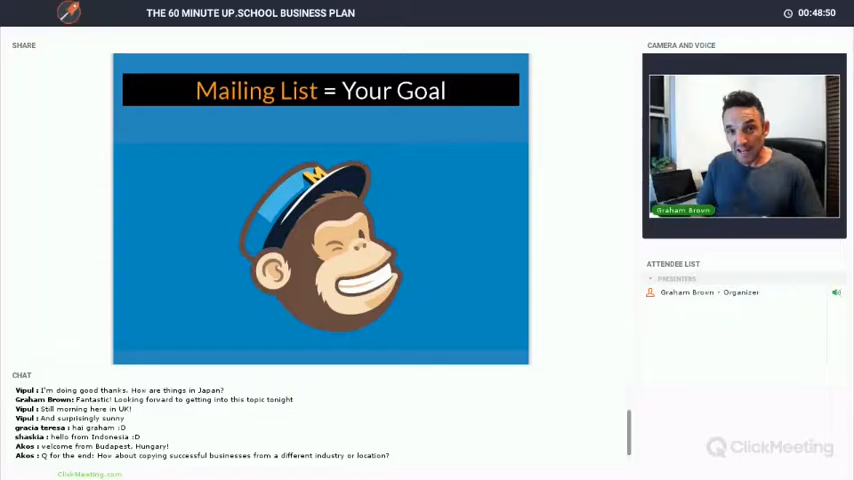 THE 60 MINUTE UP.SCHOOL BUSINESS PLAN
00:48:50
SHARE
CAMERA AND VOICE
Mailing List = Your Goal
M
Graham Brown
ATTENDEE LIST
PRESENTERS
Graham Brown - Organizer
CHAT
Vipul : I'm doing good thanks. How are things in Japan?
Graham Brown: Fantastic! Looking forward to getting into this topic tonight
Vipul : Still morning here in UK!
Vipul : And surprisingly sunny
gracia teresa : hai graham :D
shaskia : hello from Indonesia :D
Akos : velcome from Budapest, Hungary!
Akos : Q for the end: How about copying successful businesses from a different industry or location?
ClickMeeting
ClickMeeting.com